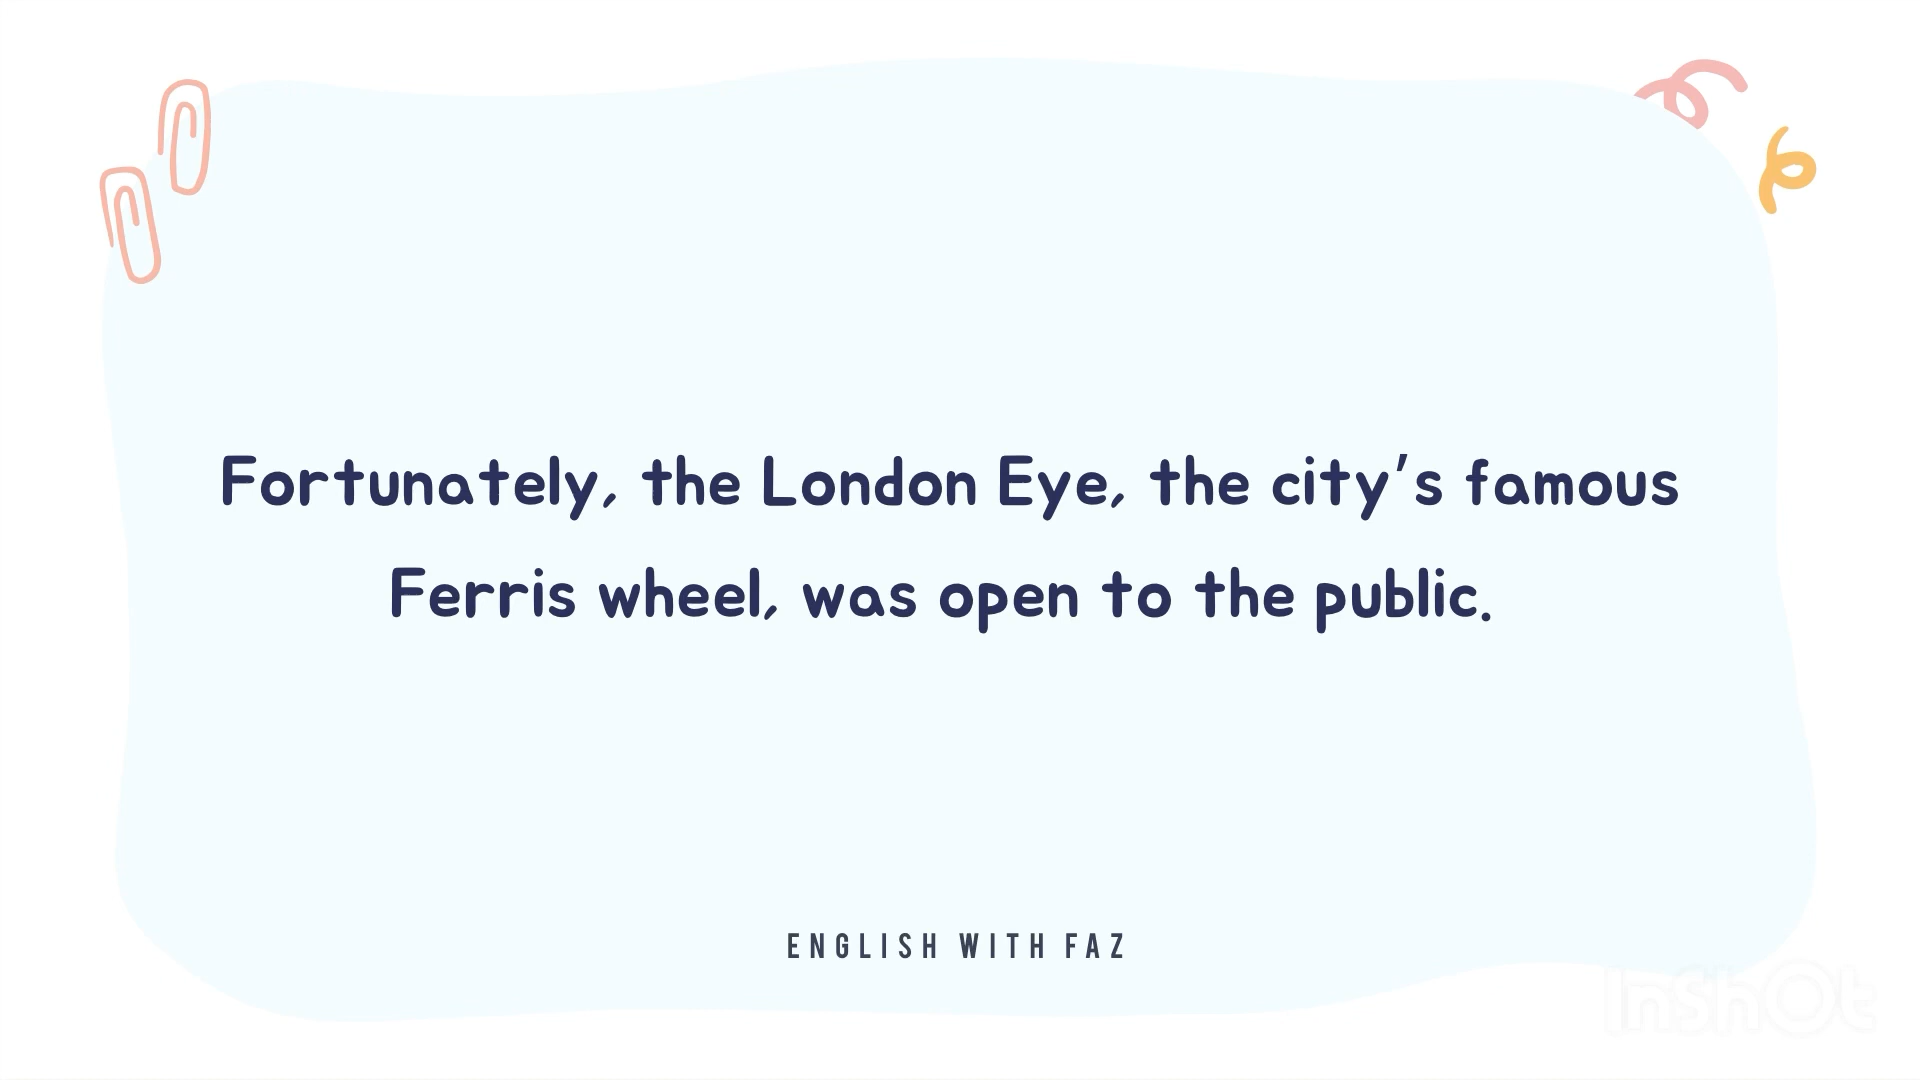 Fortunately, the London Eye, the city's famous
Ferris wheel, was open to the public.
ENGLISH WITH FAZ
InShOt